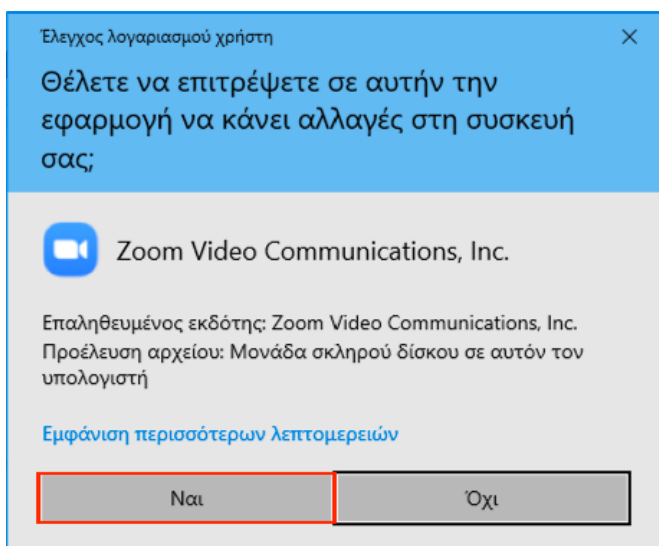 Έλεγχος λογαριασμού χρήστη
Θέλετε να επιτρέψετε σε αυτήν την
εφαρμογή να κάνει αλλαγές στη συσκευή
σας;
Zoom Video Communications, Inc.
Επαληθευμένος εκδότης: Zoom Video Communications, Inc.
Προέλευση αρχείου: Μονάδα σκληρού δίσκου σε αυτόν τον
υπολογιστή
Εμφάνιση περισσότερων λεπτομερειών
Ναι
Όχι